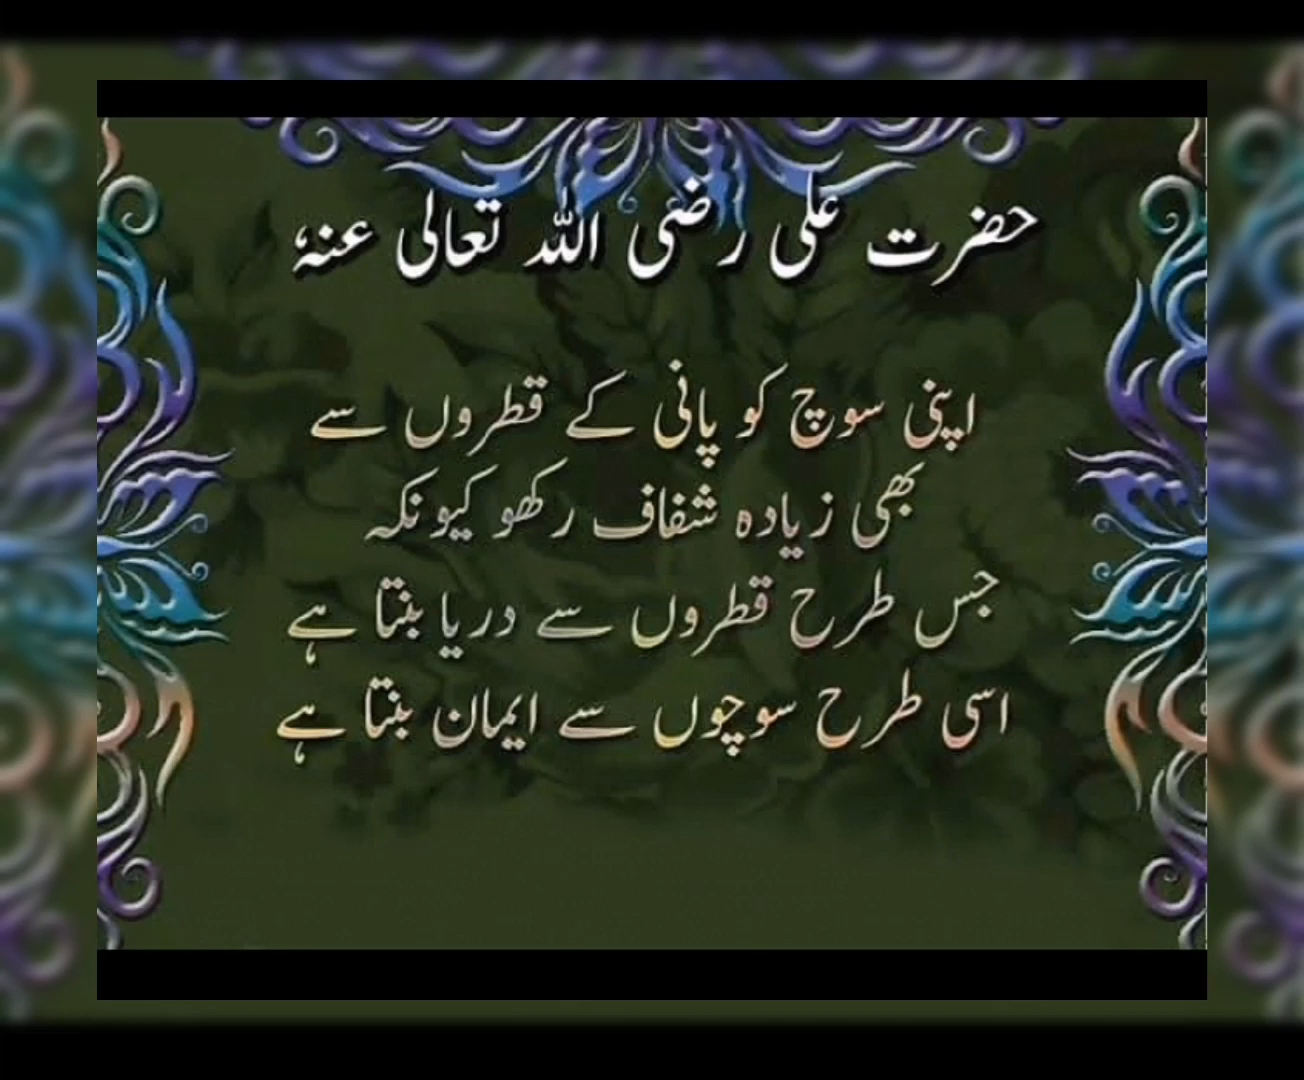 حضرت علی رضی اللہ تعالی عنہٗ
اپنی سوچ کو پانی کے قطروں سے
بھی زیادہ شفاف رکھو کیونکہ
جس طرح قطروں سے دریا بنتا ہے
اسی طرح سوچوں سے ایمان بنتا ہے